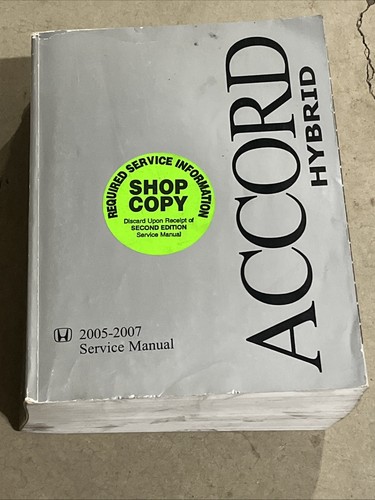 ACCORD
HYBRID
REQUIRED SERVICE INFORMATION
SHOP
COPY
Discard Upon Receipt of
SECOND EDITION
Service Manual
2005-2007
Service Manual